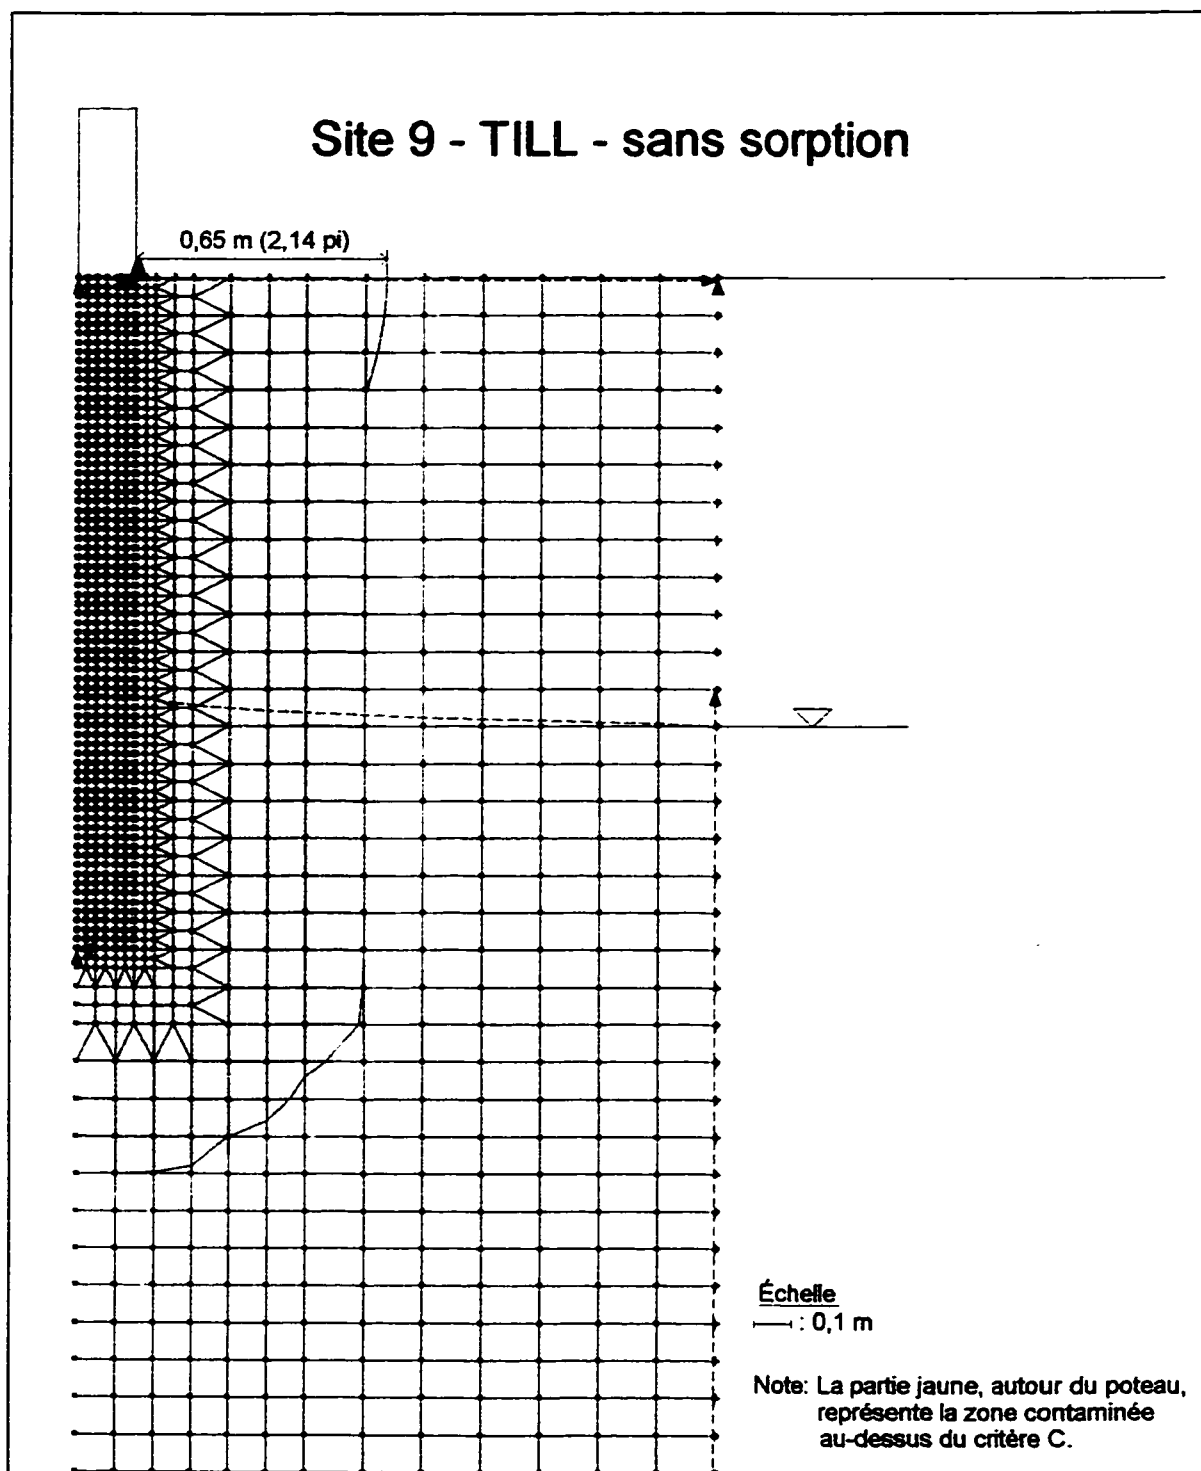 Site 9 - TILL - sans sorption
0,65 m (2,14 pi)
Échelle
: 0,1 m
Note: La partie jaune, autour du poteau,
représente la zone contaminée
au-dessus du critère C.